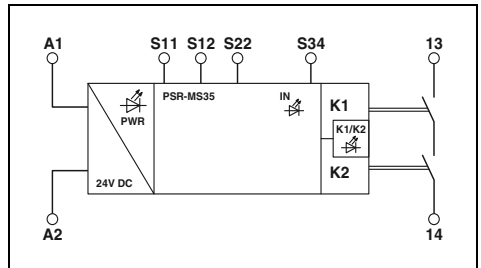 A1 S11 S12 S22 S34 13
PSR-MS35 IN K1
PWR K1/K2
24V DC K2
A2 14